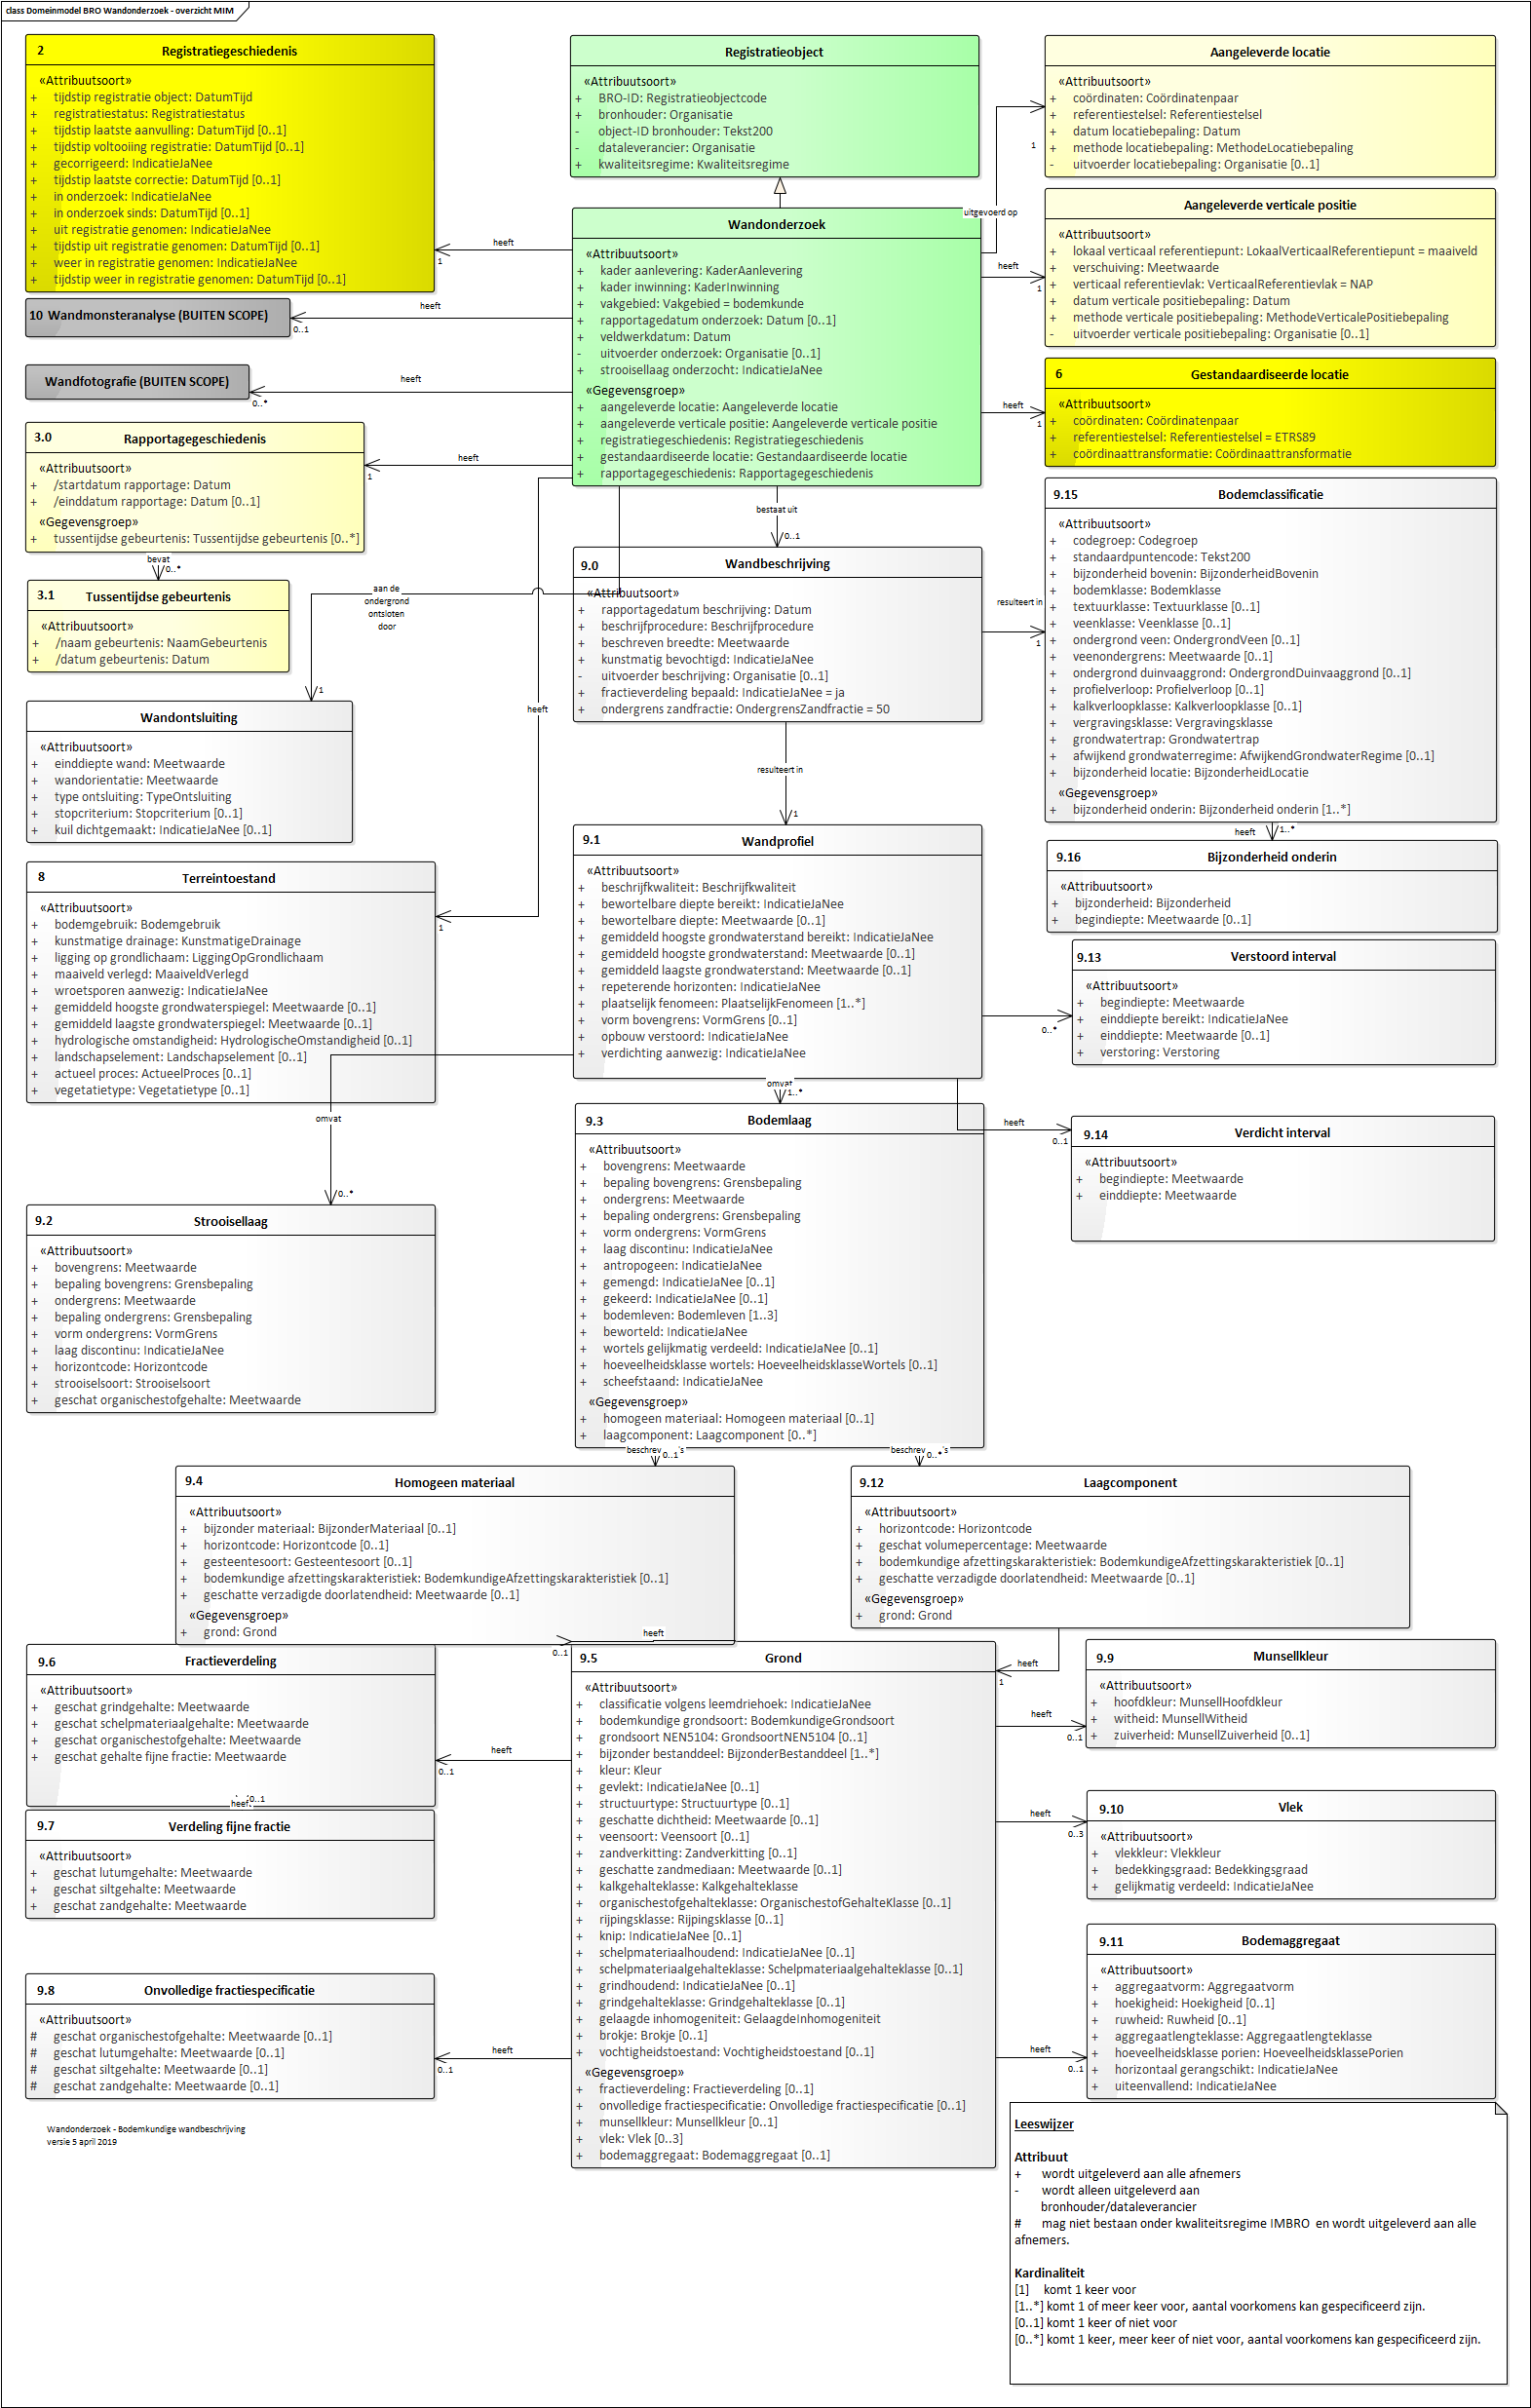 class Domeinmodel BRO Wandonderzoek - overzicht MIM
2 Registratiegeschiedenis
«Attribuutsoort»
+ tijdstip registratie object: DatumTijd
+ registratiestatus: Registratiestatus
+ tijdstip laatste aanvulling: DatumTijd [0..1]
+ tijdstip voltooiing registratie: DatumTijd [0..1]
+ gecorrigeerd: IndicatieJaNee
+ tijdstip laatste correctie: DatumTijd [0..1]
+ in onderzoek: IndicatieJaNee
+ in onderzoek sinds: DatumTijd [0..1]
+ uit registratie genomen: IndicatieJaNee
+ tijdstip uit registratie genomen: DatumTijd [0..1]
+ weer in registratie genomen: IndicatieJaNee
+ tijdstip weer in registratie genomen: DatumTijd [0..1]
Registratieobject
«Attribuutsoort»
+ BRO-ID: Registratieobjectcode
+ bronhouder: Organisatie
- object-ID bronhouder: Tekst200
- dataleverancier: Organisatie
+ kwaliteitsregime: Kwaliteitsregime
Aangeleverde locatie
«Attribuutsoort»
+ coördinaten: Coördinatenpaar
+ referentiestelsel: Referentiestelsel
+ datum locatiebepaling: Datum
+ methode locatiebepaling: MethodeLocatiebepaling
- uitvoerder locatiebepaling: Organisatie [0..1]
1
uitgevoerd op
Aangeleverde verticale positie
«Attribuutsoort»
+ lokaal verticaal referentiepunt: LokaalVerticaalReferentiepunt = maaiveld
+ verschuiving: Meetwaarde
+ verticaal referentievlak: VerticaalReferentievlak = NAP
+ datum verticale positiebepaling: Datum
+ methode verticale positiebepaling: MethodeVerticalePositiebepaling
- uitvoerder verticale positiebepaling: Organisatie [0..1]
heeft
1
Wandonderzoek
«Attribuutsoort»
+ kader aanlevering: KaderAanlevering
+ kader inwinning: KaderInwinning
+ vakgebied: Vakgebied = bodemkunde
+ rapportagedatum onderzoek: Datum [0..1]
+ veldwerkdatum: Datum
- uitvoerder onderzoek: Organisatie [0..1]
+ strooisellaag onderzocht: IndicatieJaNee
«Gegevensgroep»
+ aangeleverde locatie: Aangeleverde locatie
+ aangeleverde verticale positie: Aangeleverde verticale positie
+ registratiegeschiedenis: Registratiegeschiedenis
+ gestandaardiseerde locatie: Gestandaardiseerde locatie
+ rapportagegeschiedenis: Rapportagegeschiedenis
heeft
1
10 Wandmonsteranalyse (BUITEN SCOPE)
heeft
0..1
Wandfotografie (BUITEN SCOPE)
heeft
0..*
6 Gestandaardiseerde locatie
«Attribuutsoort»
+ coördinaten: Coördinatenpaar
+ referentiestelsel: Referentiestelsel = ETRS89
+ coördinaattransformatie: Coördinaattransformatie
heeft
1
3.0 Rapportagegeschiedenis
«Attribuutsoort»
+ /startdatum rapportage: Datum
+ /einddatum rapportage: Datum [0..1]
«Gegevensgroep»
+ tussentijdse gebeurtenis: Tussentijdse gebeurtenis [0..*]
heeft
1
bevat
0..*
3.1 Tussentijdse gebeurtenis
«Attribuutsoort»
+ /naam gebeurtenis: NaamGebeurtenis
+ /datum gebeurtenis: Datum
aan de
ondergrond
ontsloten
door
1
bestaat uit
0..1
9.0 Wandbeschrijving
«Attribuutsoort»
+ rapportagedatum beschrijving: Datum
+ beschrijfprocedure: Beschrijfprocedure
+ beschreven breedte: Meetwaarde
+ kunstmatig bevochtigd: IndicatieJaNee
- uitvoerder beschrijving: Organisatie [0..1]
+ fractieverdeling bepaald: IndicatieJaNee = ja
+ ondergrens zandfractie: OndergrensZandfractie = 50
resulteert in
1
9.15 Bodemclassificatie
«Attribuutsoort»
+ codegroep: Codegroep
+ standaardpuntencode: Tekst200
+ bijzonderheid bovenin: BijzonderheidBovenin
+ bodemklasse: Bodemklasse
+ textuurklasse: Textuurklasse [0..1]
+ veenklasse: Veenklasse [0..1]
+ ondergrond veen: OndergrondVeen [0..1]
+ veenondergrens: Meetwaarde [0..1]
+ ondergrond duinvaaggrond: OndergrondDuinvaaggrond [0..1]
+ profielverloop: Profielverloop [0..1]
+ kalkverloopklasse: Kalkverloopklasse [0..1]
+ vergravingsklasse: Vergravingsklasse
+ grondwatertrap: Grondwatertrap
+ afwijkend grondwaterregime: AfwijkendGrondwaterRegime [0..1]
+ bijzonderheid locatie: BijzonderheidLocatie
«Gegevensgroep»
+ bijzonderheid onderin: Bijzonderheid onderin [1..*]
heeft
1..*
9.16 Bijzonderheid onderin
«Attribuutsoort»
+ bijzonderheid: Bijzonderheid
+ begindiepte: Meetwaarde [0..1]
Wandontsluiting
«Attribuutsoort»
+ einddiepte wand: Meetwaarde
+ wandorientatie: Meetwaarde
+ type ontsluiting: TypeOntsluiting
+ stopcriterium: Stopcriterium [0..1]
+ kuil dichtgemaakt: IndicatieJaNee [0..1]
heeft
1
resulteert in
1
8 Terreintoestand
«Attribuutsoort»
+ bodemgebruik: Bodemgebruik
+ kunstmatige drainage: KunstmatigeDrainage
+ ligging op grondlichaam: LiggingOpGrondlichaam
+ maaiveld verlegd: MaaiveldVerlegd
+ wroetsporen aanwezig: IndicatieJaNee
+ gemiddeld hoogste grondwaterspiegel: Meetwaarde [0..1]
+ gemiddeld laagste grondwaterspiegel: Meetwaarde [0..1]
+ hydrologische omstandigheid: HydrologischeOmstandigheid [0..1]
+ landschapselement: Landschapselement [0..1]
+ actueel proces: ActueelProces [0..1]
+ vegetatietype: Vegetatietype [0..1]
9.1 Wandprofiel
«Attribuutsoort»
+ beschrijfkwaliteit: Beschrijfkwaliteit
+ bewortelbare diepte bereikt: IndicatieJaNee
+ bewortelbare diepte: Meetwaarde [0..1]
+ gemiddeld hoogste grondwaterstand bereikt: IndicatieJaNee
+ gemiddeld hoogste grondwaterstand: Meetwaarde [0..1]
+ gemiddeld laagste grondwaterstand: Meetwaarde [0..1]
+ repeterende horizonten: IndicatieJaNee
+ plaatselijk fenomeen: PlaatselijkFenomeen [1..*]
+ vorm bovengrens: VormGrens [0..1]
+ opbouw verstoord: IndicatieJaNee
+ verdichting aanwezig: IndicatieJaNee
0..*
9.13 Verstoord interval
«Attribuutsoort»
+ begindiepte: Meetwaarde
+ einddiepte bereikt: IndicatieJaNee
+ einddiepte: Meetwaarde [0..1]
+ verstoring: Verstoring
omvat
1..*
heeft
0..1
9.14 Verdicht interval
«Attribuutsoort»
+ begindiepte: Meetwaarde
+ einddiepte: Meetwaarde
omvat
0..*
9.2 Strooisellaag
«Attribuutsoort»
+ bovengrens: Meetwaarde
+ bepaling bovengrens: Grensbepaling
+ ondergrens: Meetwaarde
+ bepaling ondergrens: Grensbepaling
+ vorm ondergrens: VormGrens
+ laag discontinu: IndicatieJaNee
+ horizontcode: Horizontcode
+ strooiselsoort: Strooiselsoort
+ geschat organischestofgehalte: Meetwaarde
9.3 Bodemlaag
«Attribuutsoort»
+ bovengrens: Meetwaarde
+ bepaling bovengrens: Grensbepaling
+ ondergrens: Meetwaarde
+ bepaling ondergrens: Grensbepaling
+ vorm ondergrens: VormGrens
+ laag discontinu: IndicatieJaNee
+ antropogeen: IndicatieJaNee
+ gemengd: IndicatieJaNee [0..1]
+ gekeerd: IndicatieJaNee [0..1]
+ bodemleven: Bodemleven [1..3]
+ beworteld: IndicatieJaNee
+ wortels gelijkmatig verdeeld: IndicatieJaNee [0..1]
+ hoeveelheidsklasse wortels: HoeveelheidsklasseWortels [0..1]
+ scheefstaand: IndicatieJaNee
«Gegevensgroep»
+ homogeen materiaal: Homogeen materiaal [0..1]
+ laagcomponent: Laagcomponent [0..*]
beschrev 0..1 's
beschrev 0..* 's
9.4 Homogeen materiaal
«Attribuutsoort»
+ bijzonder materiaal: BijzonderMateriaal [0..1]
+ horizontcode: Horizontcode [0..1]
+ gesteentesoort: Gesteentesoort [0..1]
+ bodemkundige afzettingskarakteristiek: BodemkundigeAfzettingskarakteristiek [0..1]
+ geschatte verzadigde doorlatendheid: Meetwaarde [0..1]
«Gegevensgroep»
+ grond: Grond
9.12 Laagcomponent
«Attribuutsoort»
+ horizontcode: Horizontcode
+ geschat volumepercentage: Meetwaarde
+ bodemkundige afzettingskarakteristiek: BodemkundigeAfzettingskarakteristiek [0..1]
+ geschatte verzadigde doorlatendheid: Meetwaarde [0..1]
«Gegevensgroep»
+ grond: Grond
heeft
0..1
heeft
1
9.6 Fractieverdeling
«Attribuutsoort»
+ geschat grindgehalte: Meetwaarde
+ geschat schelpmateriaalgehalte: Meetwaarde
+ geschat organischestofgehalte: Meetwaarde
+ geschat gehalte fijne fractie: Meetwaarde
heeft
0..1
heeft
0..1
9.7 Verdeling fijne fractie
«Attribuutsoort»
+ geschat lutumgehalte: Meetwaarde
+ geschat siltgehalte: Meetwaarde
+ geschat zandgehalte: Meetwaarde
9.8 Onvolledige fractiespecificatie
«Attribuutsoort»
# geschat organischestofgehalte: Meetwaarde [0..1]
# geschat lutumgehalte: Meetwaarde [0..1]
# geschat siltgehalte: Meetwaarde [0..1]
# geschat zandgehalte: Meetwaarde [0..1]
heeft
0..1
9.5 Grond
«Attribuutsoort»
+ classificatie volgens leemdriehoek: IndicatieJaNee
+ bodemkundige grondsoort: BodemkundigeGrondsoort
+ grondsoort NEN5104: GrondsoortNEN5104 [0..1]
+ bijzonder bestanddeel: BijzonderBestanddeel [1..*]
+ kleur: Kleur
+ gevlekt: IndicatieJaNee [0..1]
+ structuurtype: Structuurtype [0..1]
+ geschatte dichtheid: Meetwaarde [0..1]
+ veensoort: Veensoort [0..1]
+ zandverkitting: Zandverkitting [0..1]
+ geschatte zandmediaan: Meetwaarde [0..1]
+ kalkgehalteklasse: Kalkgehalteklasse
+ organischestofgehalteklasse: OrganischestofGehalteKlasse [0..1]
+ rijpingsklasse: Rijpingsklasse [0..1]
+ knip: IndicatieJaNee [0..1]
+ schelpmateriaalhoudend: IndicatieJaNee [0..1]
+ schelpmateriaalgehalteklasse: Schelpmateriaalgehalteklasse [0..1]
+ grindhoudend: IndicatieJaNee [0..1]
+ grindgehalteklasse: Grindgehalteklasse [0..1]
+ gelaagde inhomogeniteit: GelaagdeInhomogeniteit
+ brokje: Brokje [0..1]
+ vochtigheidstoestand: Vochtigheidstoestand [0..1]
«Gegevensgroep»
+ fractieverdeling: Fractieverdeling [0..1]
+ onvolledige fractiespecificatie: Onvolledige fractiespecificatie [0..1]
+ munsellkleur: Munsellkleur [0..1]
+ vlek: Vlek [0..3]
+ bodemaggregaat: Bodemaggregaat [0..1]
heeft
0..1
9.9 Munsellkleur
«Attribuutsoort»
+ hoofdkleur: MunsellHoofdkleur
+ witheid: MunsellWitheid
+ zuiverheid: MunsellZuiverheid [0..1]
heeft
0..3
9.10 Vlek
«Attribuutsoort»
+ vlekkleur: Vlekkleur
+ bedekkingsgraad: Bedekkingsgraad
+ gelijkmatig verdeeld: IndicatieJaNee
heeft
0..1
9.11 Bodemaggregaat
«Attribuutsoort»
+ aggregaatvorm: Aggregaatvorm
+ hoekigheid: Hoekigheid [0..1]
+ ruwheid: Ruwheid [0..1]
+ aggregaatlengteklasse: Aggregaatlengteklasse
+ hoeveelheidsklasse porien: HoeveelheidsklassePorien
+ horizontaal gerangschikt: IndicatieJaNee
+ uiteenvallend: IndicatieJaNee
Wandonderzoek - Bodemkundige wandbeschrijving
versie 5 april 2019
Leeswijzer
Attribuut
+ wordt uitgeleverd aan alle afnemers
- wordt alleen uitgeleverd aan
bronhouder/dataleverancier
# mag niet bestaan onder kwaliteitsregime IMBRO en wordt uitgeleverd aan alle
afnemers.
Kardinaliteit
[1] komt 1 keer voor
[1..*] komt 1 of meer keer voor, aantal voorkomens kan gespecificeerd zijn.
[0..1] komt 1 keer of niet voor
[0..*] komt 1 keer, meer keer of niet voor, aantal voorkomens kan gespecificeerd zijn.